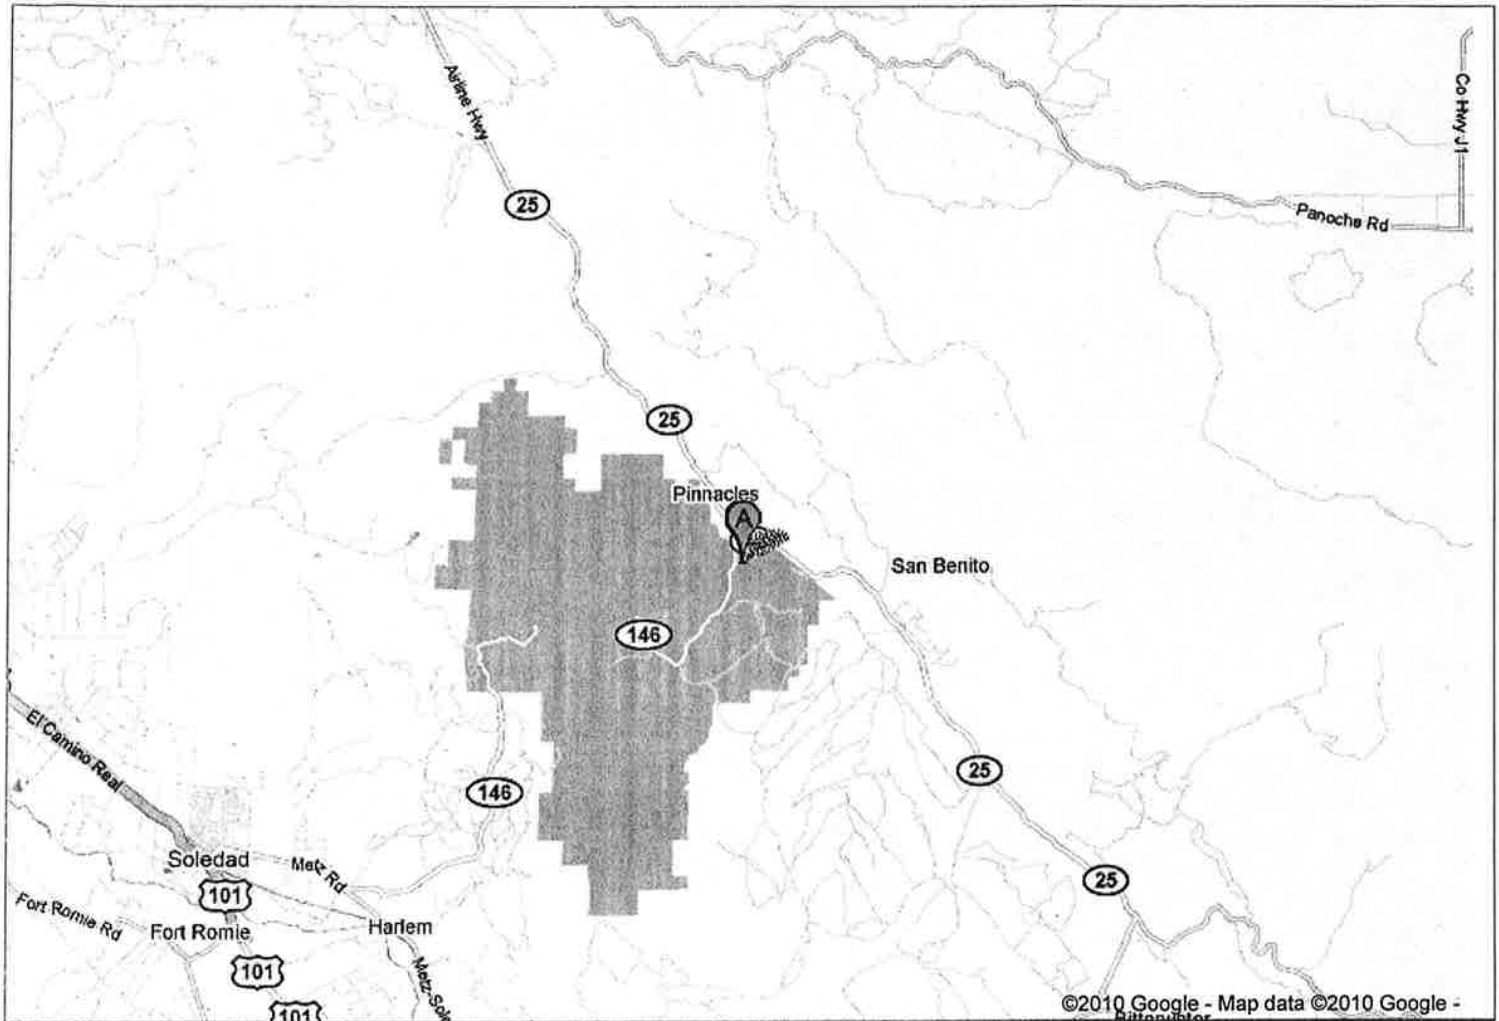 Airline Hwy
Co Hwy J1
25
Panoche Rd
25
Pinnacles
A
San Benito
146
El Camino Real
25
146
Soledad
Metz Rd
101
25
Fort Romie Rd
Fort Romie
Harlem
101
101
©2010 Google - Map data ©2010 Google -